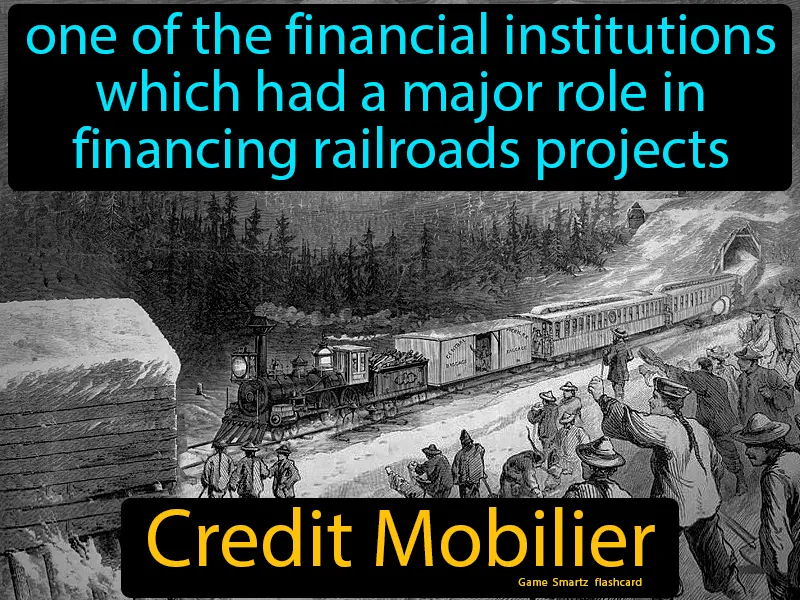 one of the financial institutions
which had a major role in
financing railroads projects
Credit Mobilier
Game Smartz flashcard